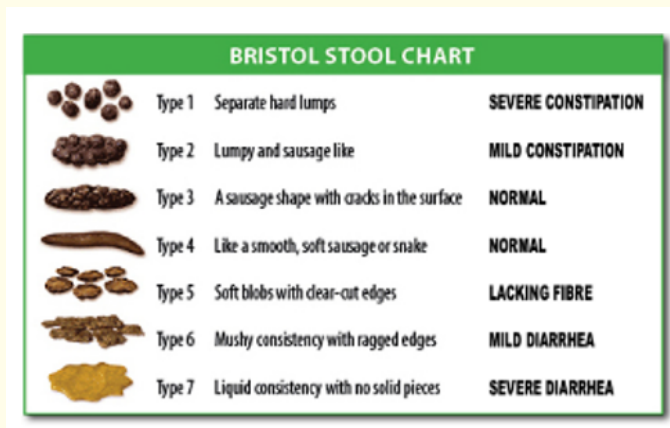 BRISTOL STOOL CHART
Type 1 Separate hard lumps SEVERE CONSTIPATION
Type 2 Lumpy and sausage like MILD CONSTIPATION
Type 3 A sausage shape with cracks in the surface NORMAL
Type 4 Like a smooth, soft sausage or snake NORMAL
Type 5 Soft blobs with clear-cut edges LACKING FIBRE
Type 6 Mushy consistency with ragged edges MILD DIARRHEA
Type 7 Liquid consistency with no solid pieces SEVERE DIARRHEA